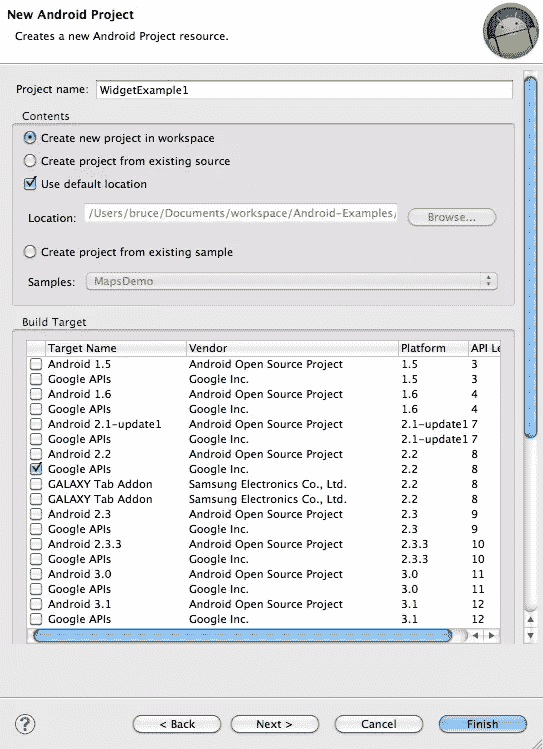 New Android Project
Creates a new Android Project resource.
Project name: WidgetExample1
Contents
Create new project in workspace
Create project from existing source
Use default location
Location: /Users/bruce/Documents/workspace/Android-Examples/ Browse...
Create project from existing sample
Samples: MapsDemo
Build Target
Target Name Vendor Platform API Le
Android 1.5 Android Open Source Project 1.5 3
Google APIs Google Inc. 1.5 3
Android 1.6 Android Open Source Project 1.6 4
Google APIs Google Inc. 1.6 4
Android 2.1-update1 Android Open Source Project 2.1-update1 7
Google APIs Google Inc. 2.1-update1 7
Android 2.2 Android Open Source Project 2.2 8
Google APIs Google Inc. 2.2 8
GALAXY Tab Addon Samsung Electronics Co., Ltd. 2.2 8
GALAXY Tab Addon Samsung Electronics Co., Ltd. 2.2 8
Android 2.3 Android Open Source Project 2.3 9
Google APIs Google Inc. 2.3 9
Android 2.3.3 Android Open Source Project 2.3.3 10
Google APIs Google Inc. 2.3.3 10
Android 3.0 Android Open Source Project 3.0 11
Google APIs Google Inc. 3.0 11
Android 3.1 Android Open Source Project 3.1 12
Google APIs Google Inc. 3.1 12
? < Back Next > Cancel Finish